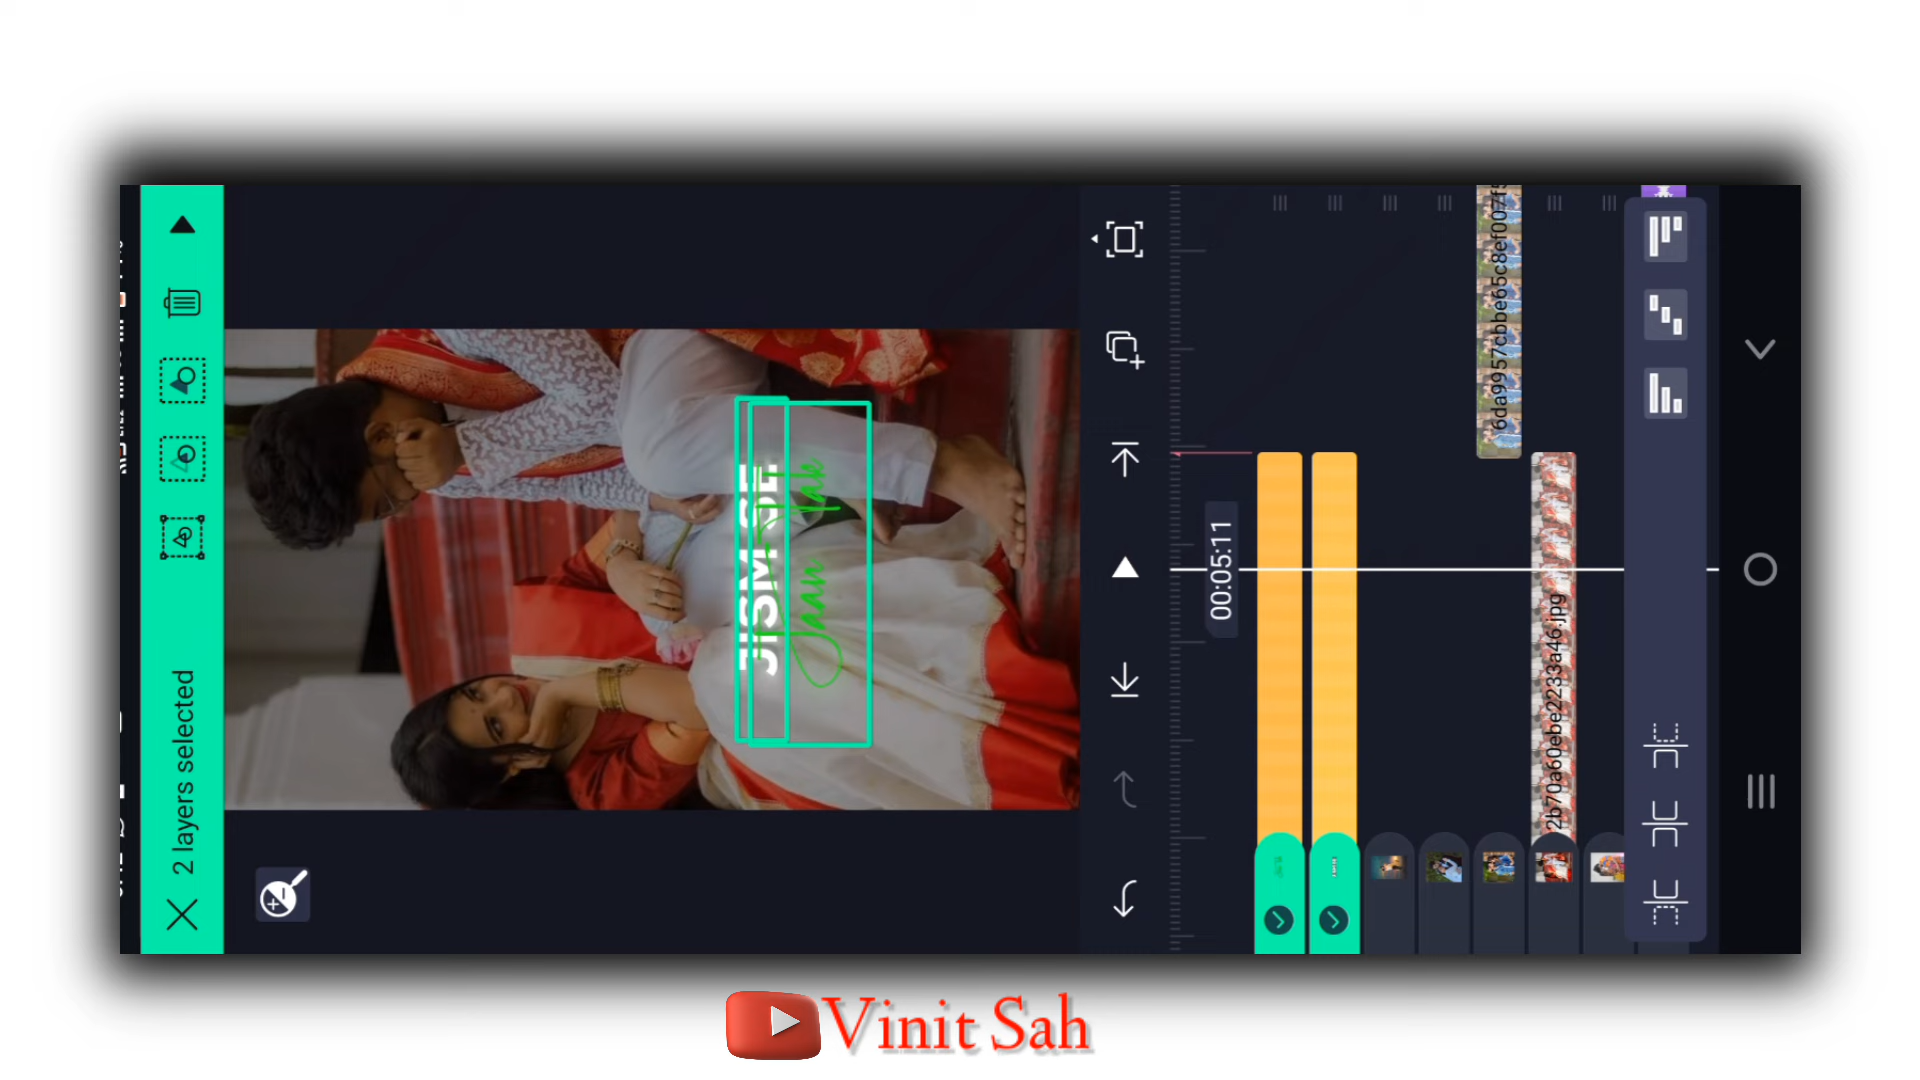 2 layers selected
JISM SE
Jaan Tak
00:05:11
6da9957cbbe65c8ef007f
2b70a60ebe2233a46.jpg
Vinit Sah